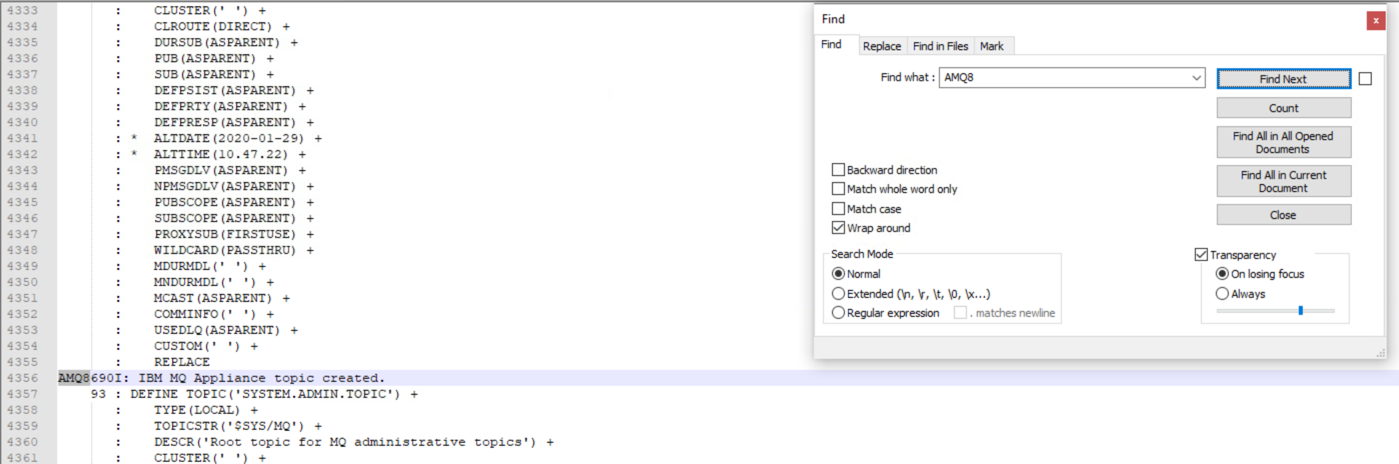 4333 : CLUSTER(' ') +
4334 : CLROUTE(DIRECT) +
4335 : DURSUB(ASPARENT) +
4336 : PUB(ASPARENT) +
4337 : SUB(ASPARENT) +
4338 : DEFPSIST(ASPARENT) +
4339 : DEFPRTY(ASPARENT) +
4340 : DEFPRESP(ASPARENT) +
4341 : * ALTDATE(2020-01-29) +
4342 : * ALTTIME(10.47.22) +
4343 : PMSGDLV(ASPARENT) +
4344 : NPMSGDLV(ASPARENT) +
4345 : PUBSCOPE(ASPARENT) +
4346 : SUBSCOPE(ASPARENT) +
4347 : PROXYSUB(FIRSTUSE) +
4348 : WILDCARD(PASSTHRU) +
4349 : MDURMDL(' ') +
4350 : MNDURMDL(' ') +
4351 : MCAST(ASPARENT) +
4352 : COMMINFO(' ') +
4353 : USEDLQ(ASPARENT) +
4354 : CUSTOM(' ') +
4355 : REPLACE
4356 AMQ8690I: IBM MQ Appliance topic created.
4357 93 : DEFINE TOPIC('SYSTEM.ADMIN.TOPIC') +
4358 : TYPE(LOCAL) +
4359 : TOPICSTR('$SYS/MQ') +
4360 : DESCR('Root topic for MQ administrative topics') +
4361 : CLUSTER(' ') +
Find x
Find Replace Find in Files Mark
Find what : AMQ8
Find Next
Count
Find All in All Opened
Documents
Find All in Current
Document
Close
Backward direction
Match whole word only
Match case
Wrap around
Search Mode
Normal
Extended (\n, \r, \t, \0, \x...)
Regular expression . matches newline
Transparency
On losing focus
Always